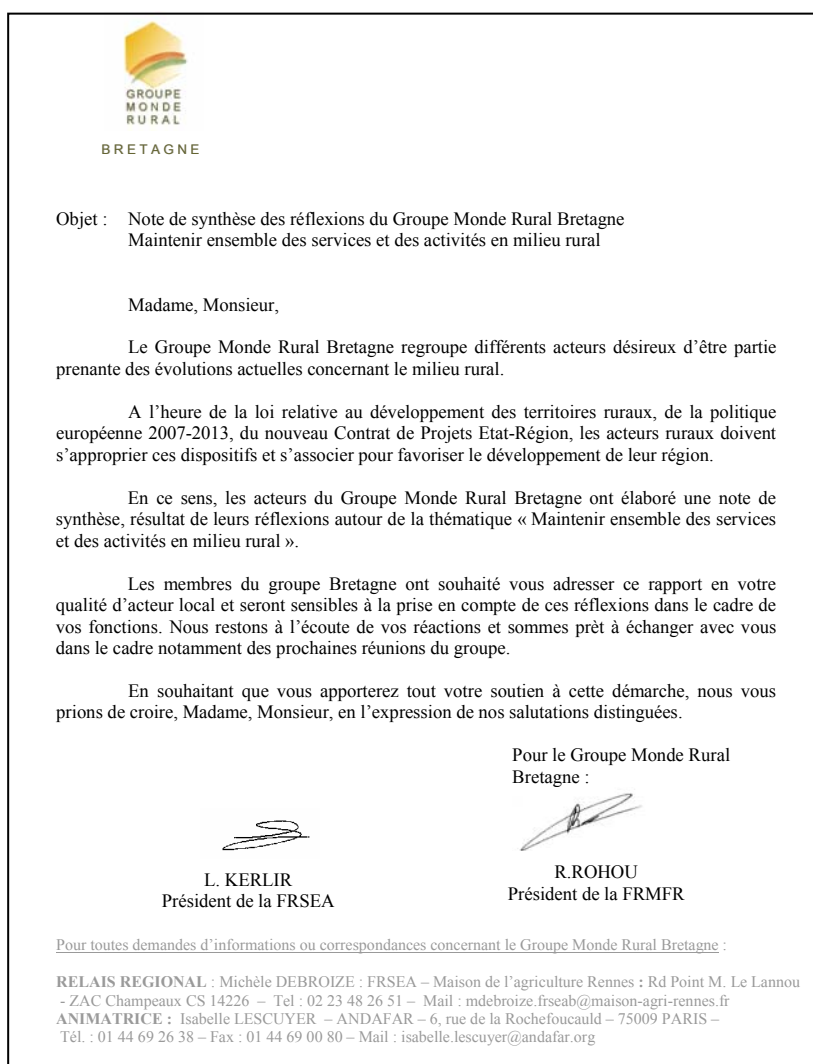 GROUPE
MONDE
RURAL
BRETAGNE
Objet : Note de synthèse des réflexions du Groupe Monde Rural Bretagne
Maintenir ensemble des services et des activités en milieu rural
Madame, Monsieur,
Le Groupe Monde Rural Bretagne regroupe différents acteurs désireux d’être partie
prenante des évolutions actuelles concernant le milieu rural.
A l’heure de la loi relative au développement des territoires ruraux, de la politique
européenne 2007-2013, du nouveau Contrat de Projets Etat-Région, les acteurs ruraux doivent
s’approprier ces dispositifs et s’associer pour favoriser le développement de leur région.
En ce sens, les acteurs du Groupe Monde Rural Bretagne ont élaboré une note de
synthèse, résultat de leurs réflexions autour de la thématique « Maintenir ensemble des services
et des activités en milieu rural ».
Les membres du groupe Bretagne ont souhaité vous adresser ce rapport en votre
qualité d’acteur local et seront sensibles à la prise en compte de ces réflexions dans le cadre de
vos fonctions. Nous restons à l’écoute de vos réactions et sommes prèt à échanger avec vous
dans le cadre notamment des prochaines réunions du groupe.
En souhaitant que vous apporterez tout votre soutien à cette démarche, nous vous
prions de croire, Madame, Monsieur, en l’expression de nos salutations distinguées.
Pour le Groupe Monde Rural
Bretagne :
L. KERLIR
Président de la FRSEA
R.ROHOU
Président de la FRMFR
Pour toutes demandes d’informations ou correspondances concernant le Groupe Monde Rural Bretagne :
RELAIS REGIONAL : Michèle DEBROIZE : FRSEA – Maison de l’agriculture Rennes : Rd Point M. Le Lannou
- ZAC Champeaux CS 14226 – Tel : 02 23 48 26 51 – Mail : mdebroize.frseab@maison-agri-rennes.fr
ANIMATRICE : Isabelle LESCUYER – ANDAFAR – 6, rue de la Rochefoucauld – 75009 PARIS –
Tél. : 01 44 69 26 38 – Fax : 01 44 69 00 80 – Mail : isabelle.lescuyer@andafar.org